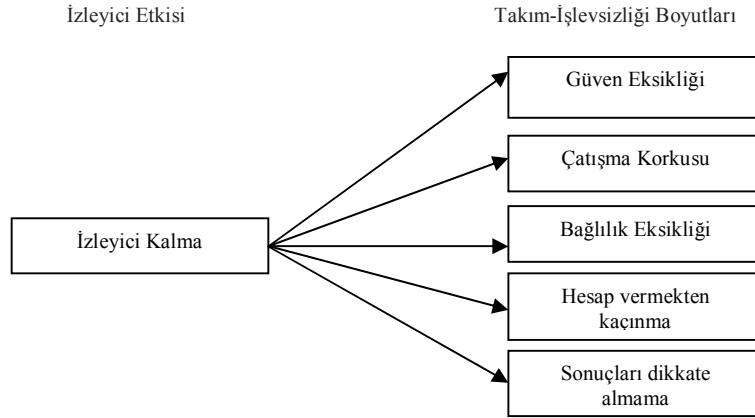 İzleyici Etkisi
Takım-İşlevsizliği Boyutları
Güven Eksikliği
Çatışma Korkusu
İzleyici Kalma
Bağlılık Eksikliği
Hesap vermekten
kaçınma
Sonuçları dikkate
almama